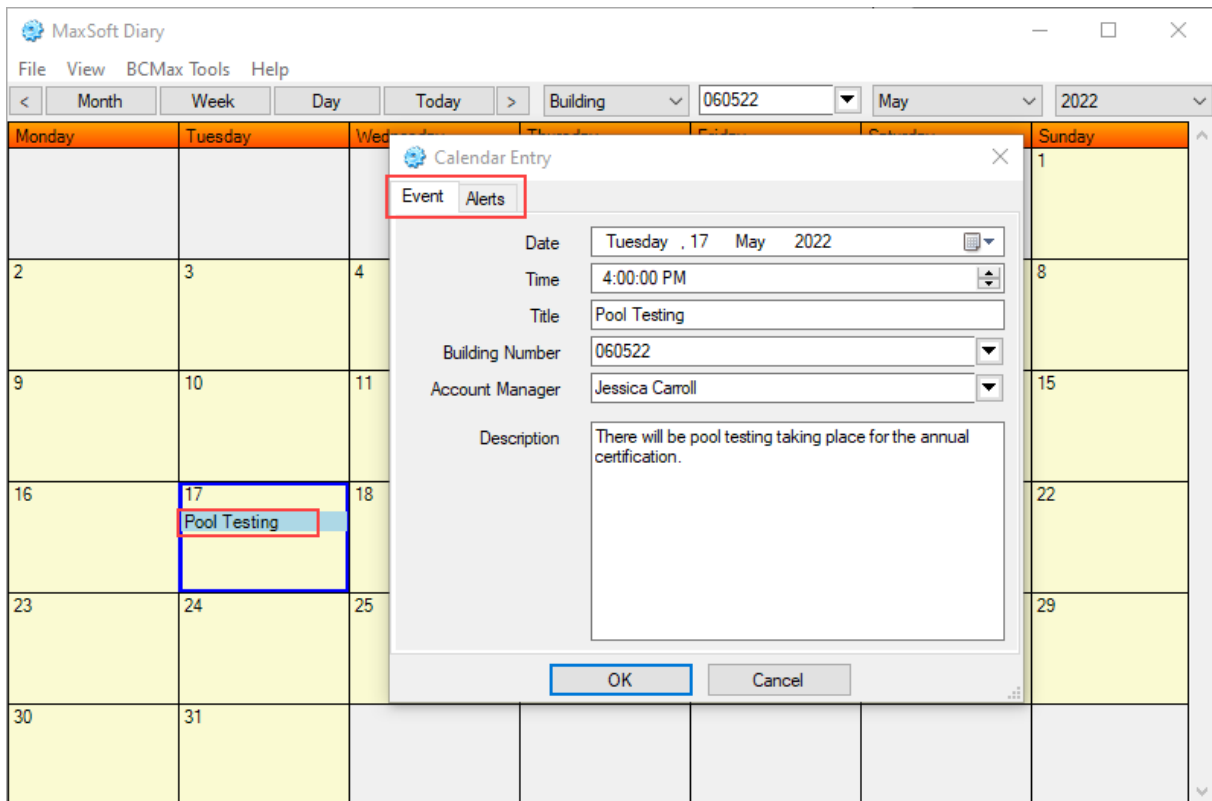 MaxSoft Diary
File View BCMax Tools Help
< Month Week Day Today > Building 060522 May 2022
Monday Tuesday Wednesday Thursday Friday Saturday Sunday
Calendar Entry
1
Event Alerts
Date Tuesday , 17 May 2022
2 3 4 8
Time 4:00:00 PM
Title Pool Testing
Building Number 060522
9 10 11 15
Account Manager Jessica Carroll
Description There will be pool testing taking place for the annual
certification.
16 17 18 22
Pool Testing
23 24 25 29
OK Cancel
30 31